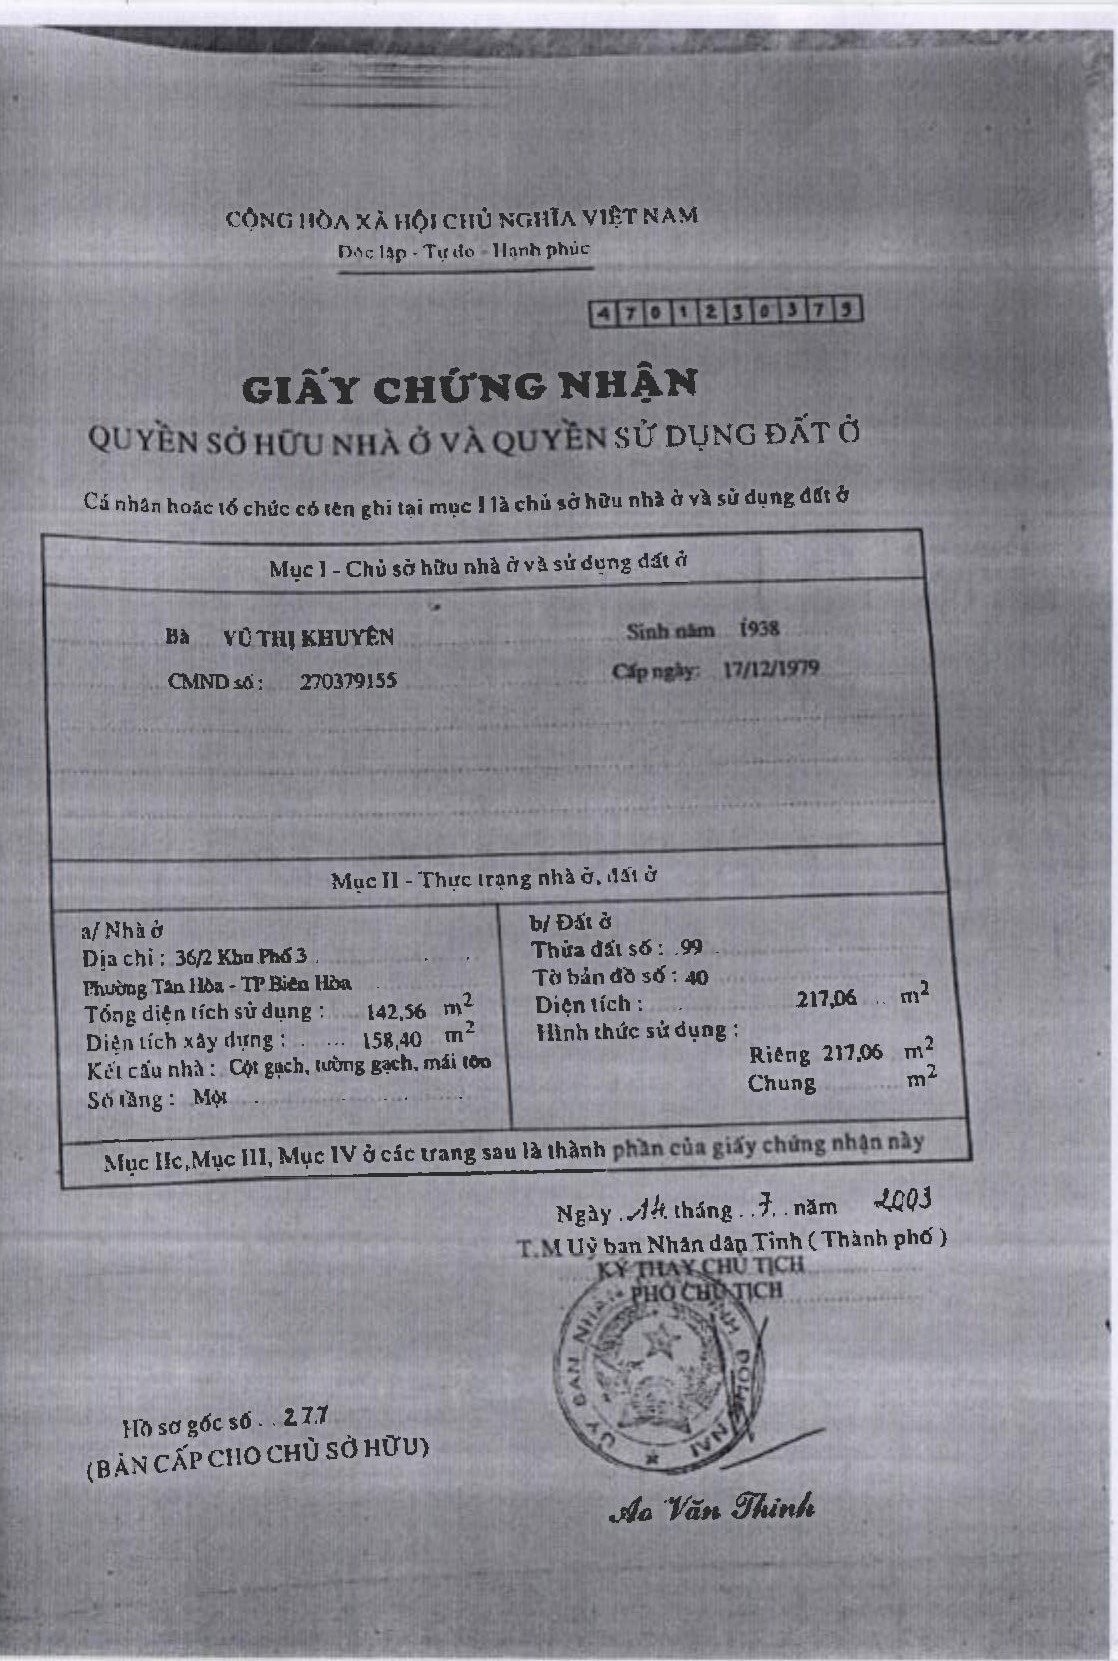 CỘNG HÒA XÃ HỘI CHỦ NGHĨA VIỆT NAM
Độc lập - Tự do - Hạnh phúc
4701230375
GIẤY CHỨNG NHẬN
QUYỀN SỞ HỮU NHÀ Ở VÀ QUYỀN SỬ DỤNG ĐẤT Ở
Cá nhân hoác tổ chức có tên ghi tại mục I là chủ sở hữu nhà ở và sử dụng đất ở
Mục I - Chủ sở hữu nhà ở và sử dụng đất ở
Bà VŨ THỊ KHUYÊN Sinh năm 1938
CMND số : 270379155 Cấp ngày: 17/12/1979
Mục II - Thực trạng nhà ở, đất ở
a/ Nhà ở
Địa chỉ : 36/2 Khu Phố 3
Phường Tân Hòa - TP Biên Hòa
Tổng diện tích sử dụng : 142,56 m2
Diện tích xây dựng : 158,40 m2
Kết cấu nhà : Cột gạch, tường gạch, mái tôn
Số tầng : Một
b/ Đất ở
Thửa đất số : 99
Tờ bản đồ số : 40
Diện tích : 217,06 m2
Hình thức sử dụng :
Riêng 217,06 m2
Chung m2
Mục IIc, Mục III, Mục IV ở các trang sau là thành phần của giấy chứng nhận này
Ngày 14 tháng 7 năm 2003
T.M Uỷ ban Nhân dân Tỉnh ( Thành phố )
KÝ THAY CHỦ TỊCH
PHÓ CHỦ TỊCH
ỦY BAN NHÂN DÂN TỈNH ĐỒNG NAI
Hồ sơ gốc số 277
(BẢN CẤP CHO CHỦ SỞ HỮU)
Ao Văn Thinh